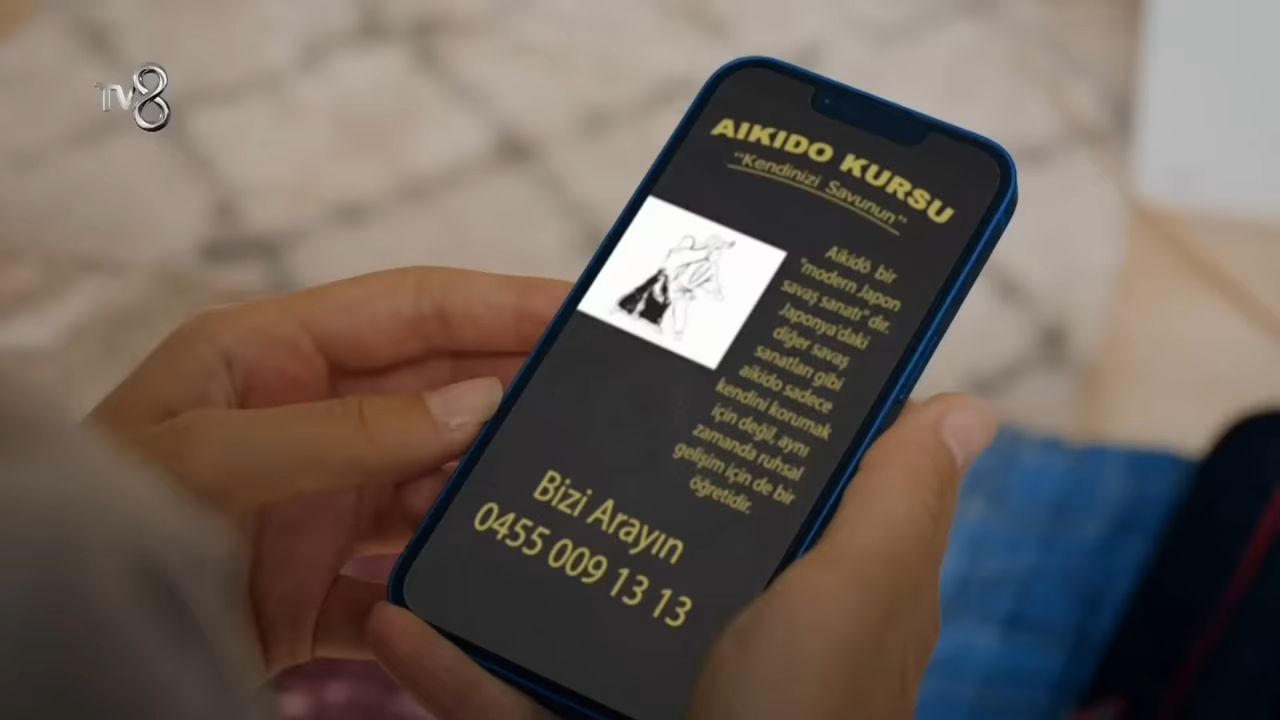 TV8
AIKIDO KURSU
"Kendinizi Savunun"
Aikido bir
"modern Japon
savaş sanatı" dır.
Japonya'daki
diğer savaş
sanatları gibi
aikido sadece
kendini korumak
için değil, aynı
zamanda ruhsal
gelişim için de bir
öğretidir.
Bizi Arayın
0455 009 13 13